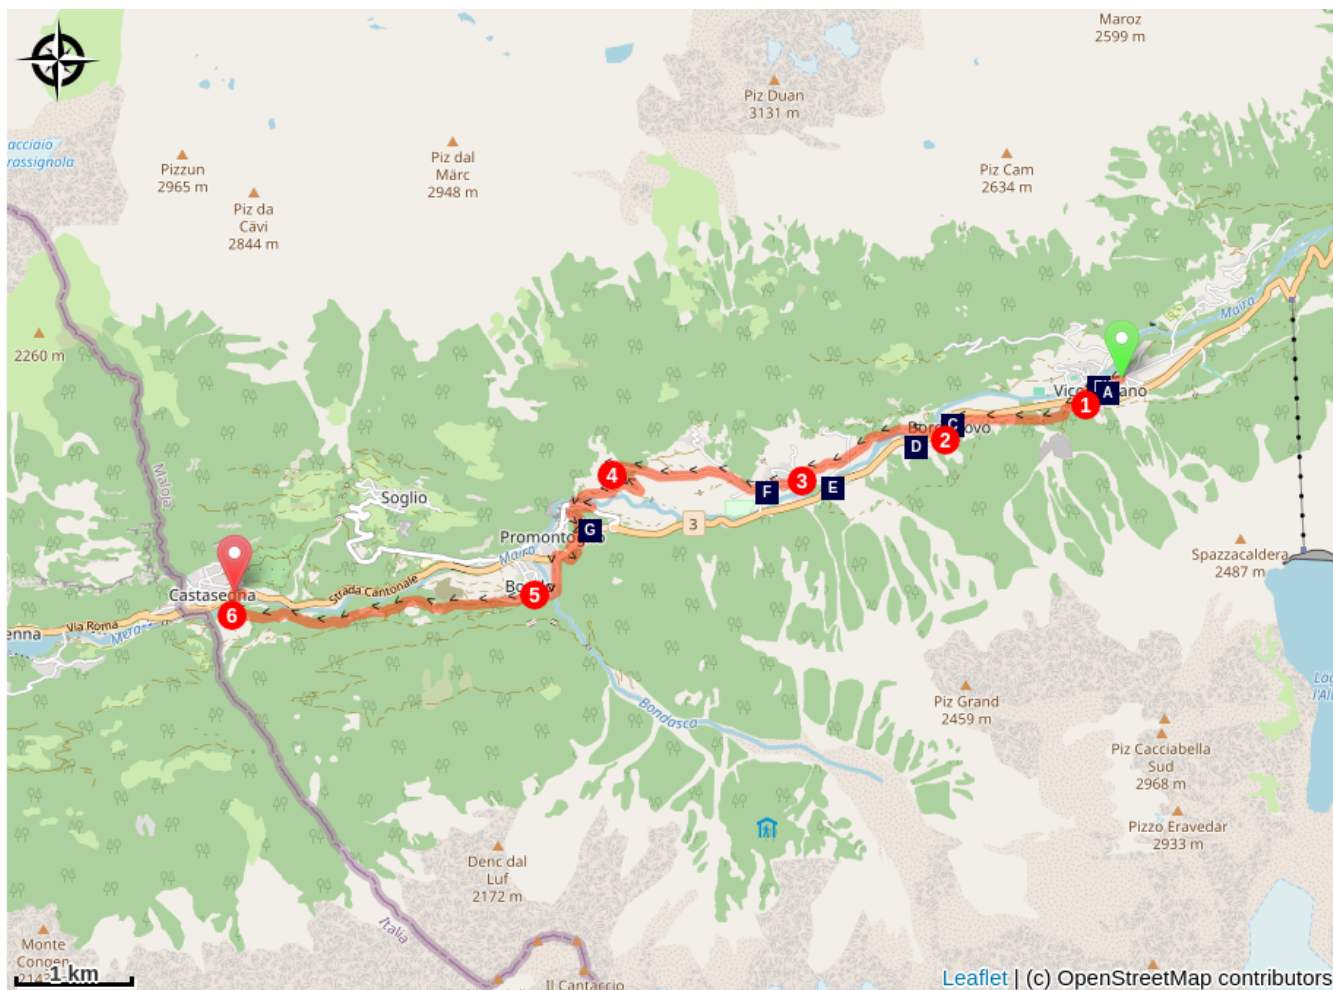 Maroz
2599 m
Piz Duan
3131 m
acciaio
rassignola
Pizzun
2965 m
Piz dal
Märc
2948 m
Piz Cam
2634 m
Piz da
Cävi
2844 m
2260 m
Maira
A
1
C
D
2
Maloja
Soglio
4
3
F
E
3
G
Maira
Spazzacaldera
2487 m
Castasegna
Strada Cantonale
5
6
Via Roma
enna
Bondasca
Piz Grand
2459 m
Piz Cacciabella
Sud
2968 m
Pizzo Eravedar
2933 m
Denc dal
Luf
2172 m
Italia
Monte
1 km
Il Cantaccio
Leaflet | (c) OpenStreetMap contributors